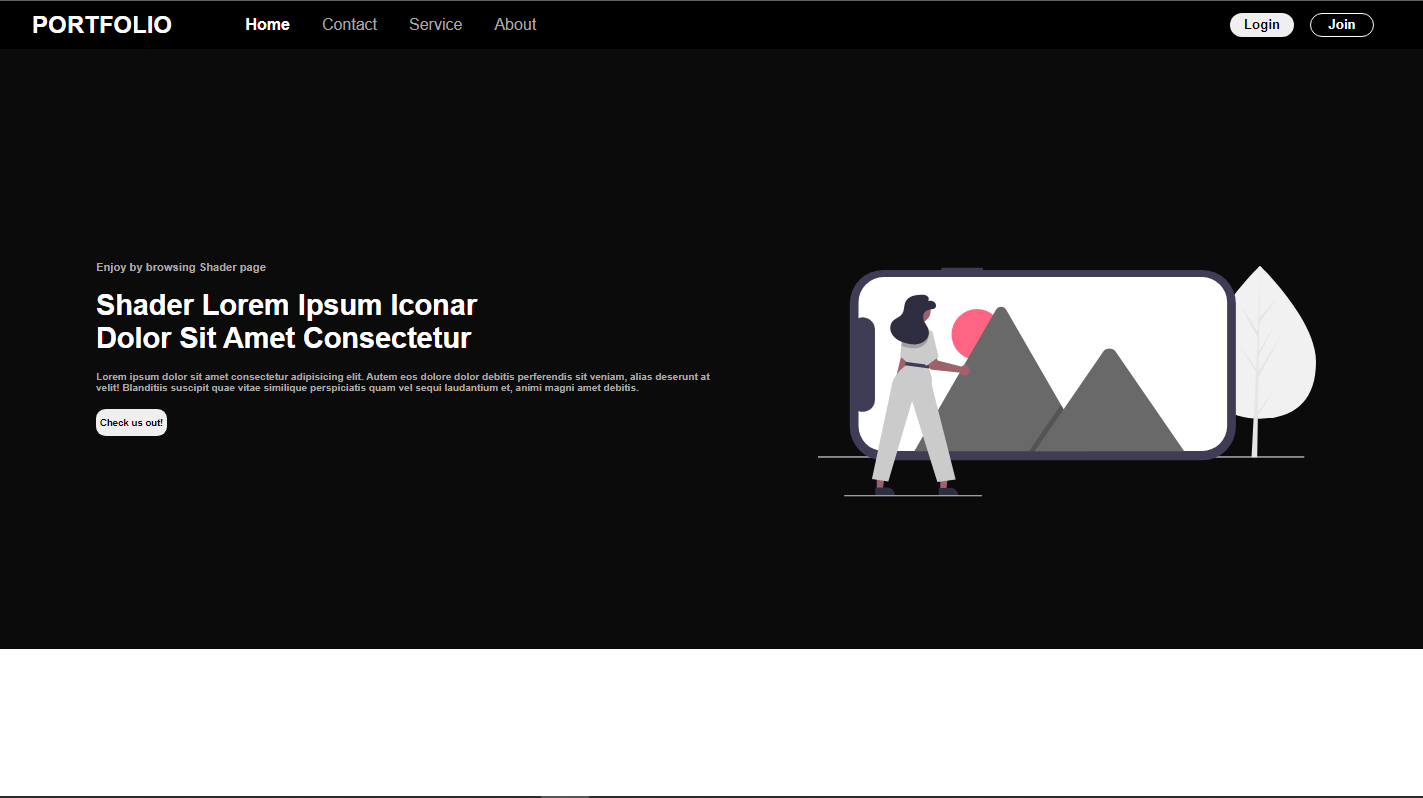 PORTFOLIO
Home
Contact
Service
About
Login
Join
Enjoy by browsing Shader page
Shader Lorem Ipsum Iconar
Dolor Sit Amet Consectetur
Lorem ipsum dolor sit amet consectetur adipisicing elit. Autem eos dolore dolor debitis perferendis sit veniam, alias deserunt at
velit! Blanditiis suscipit quae vitae similique perspiciatis quam vel sequi laudantium et, animi magni amet debitis.
Check us out!